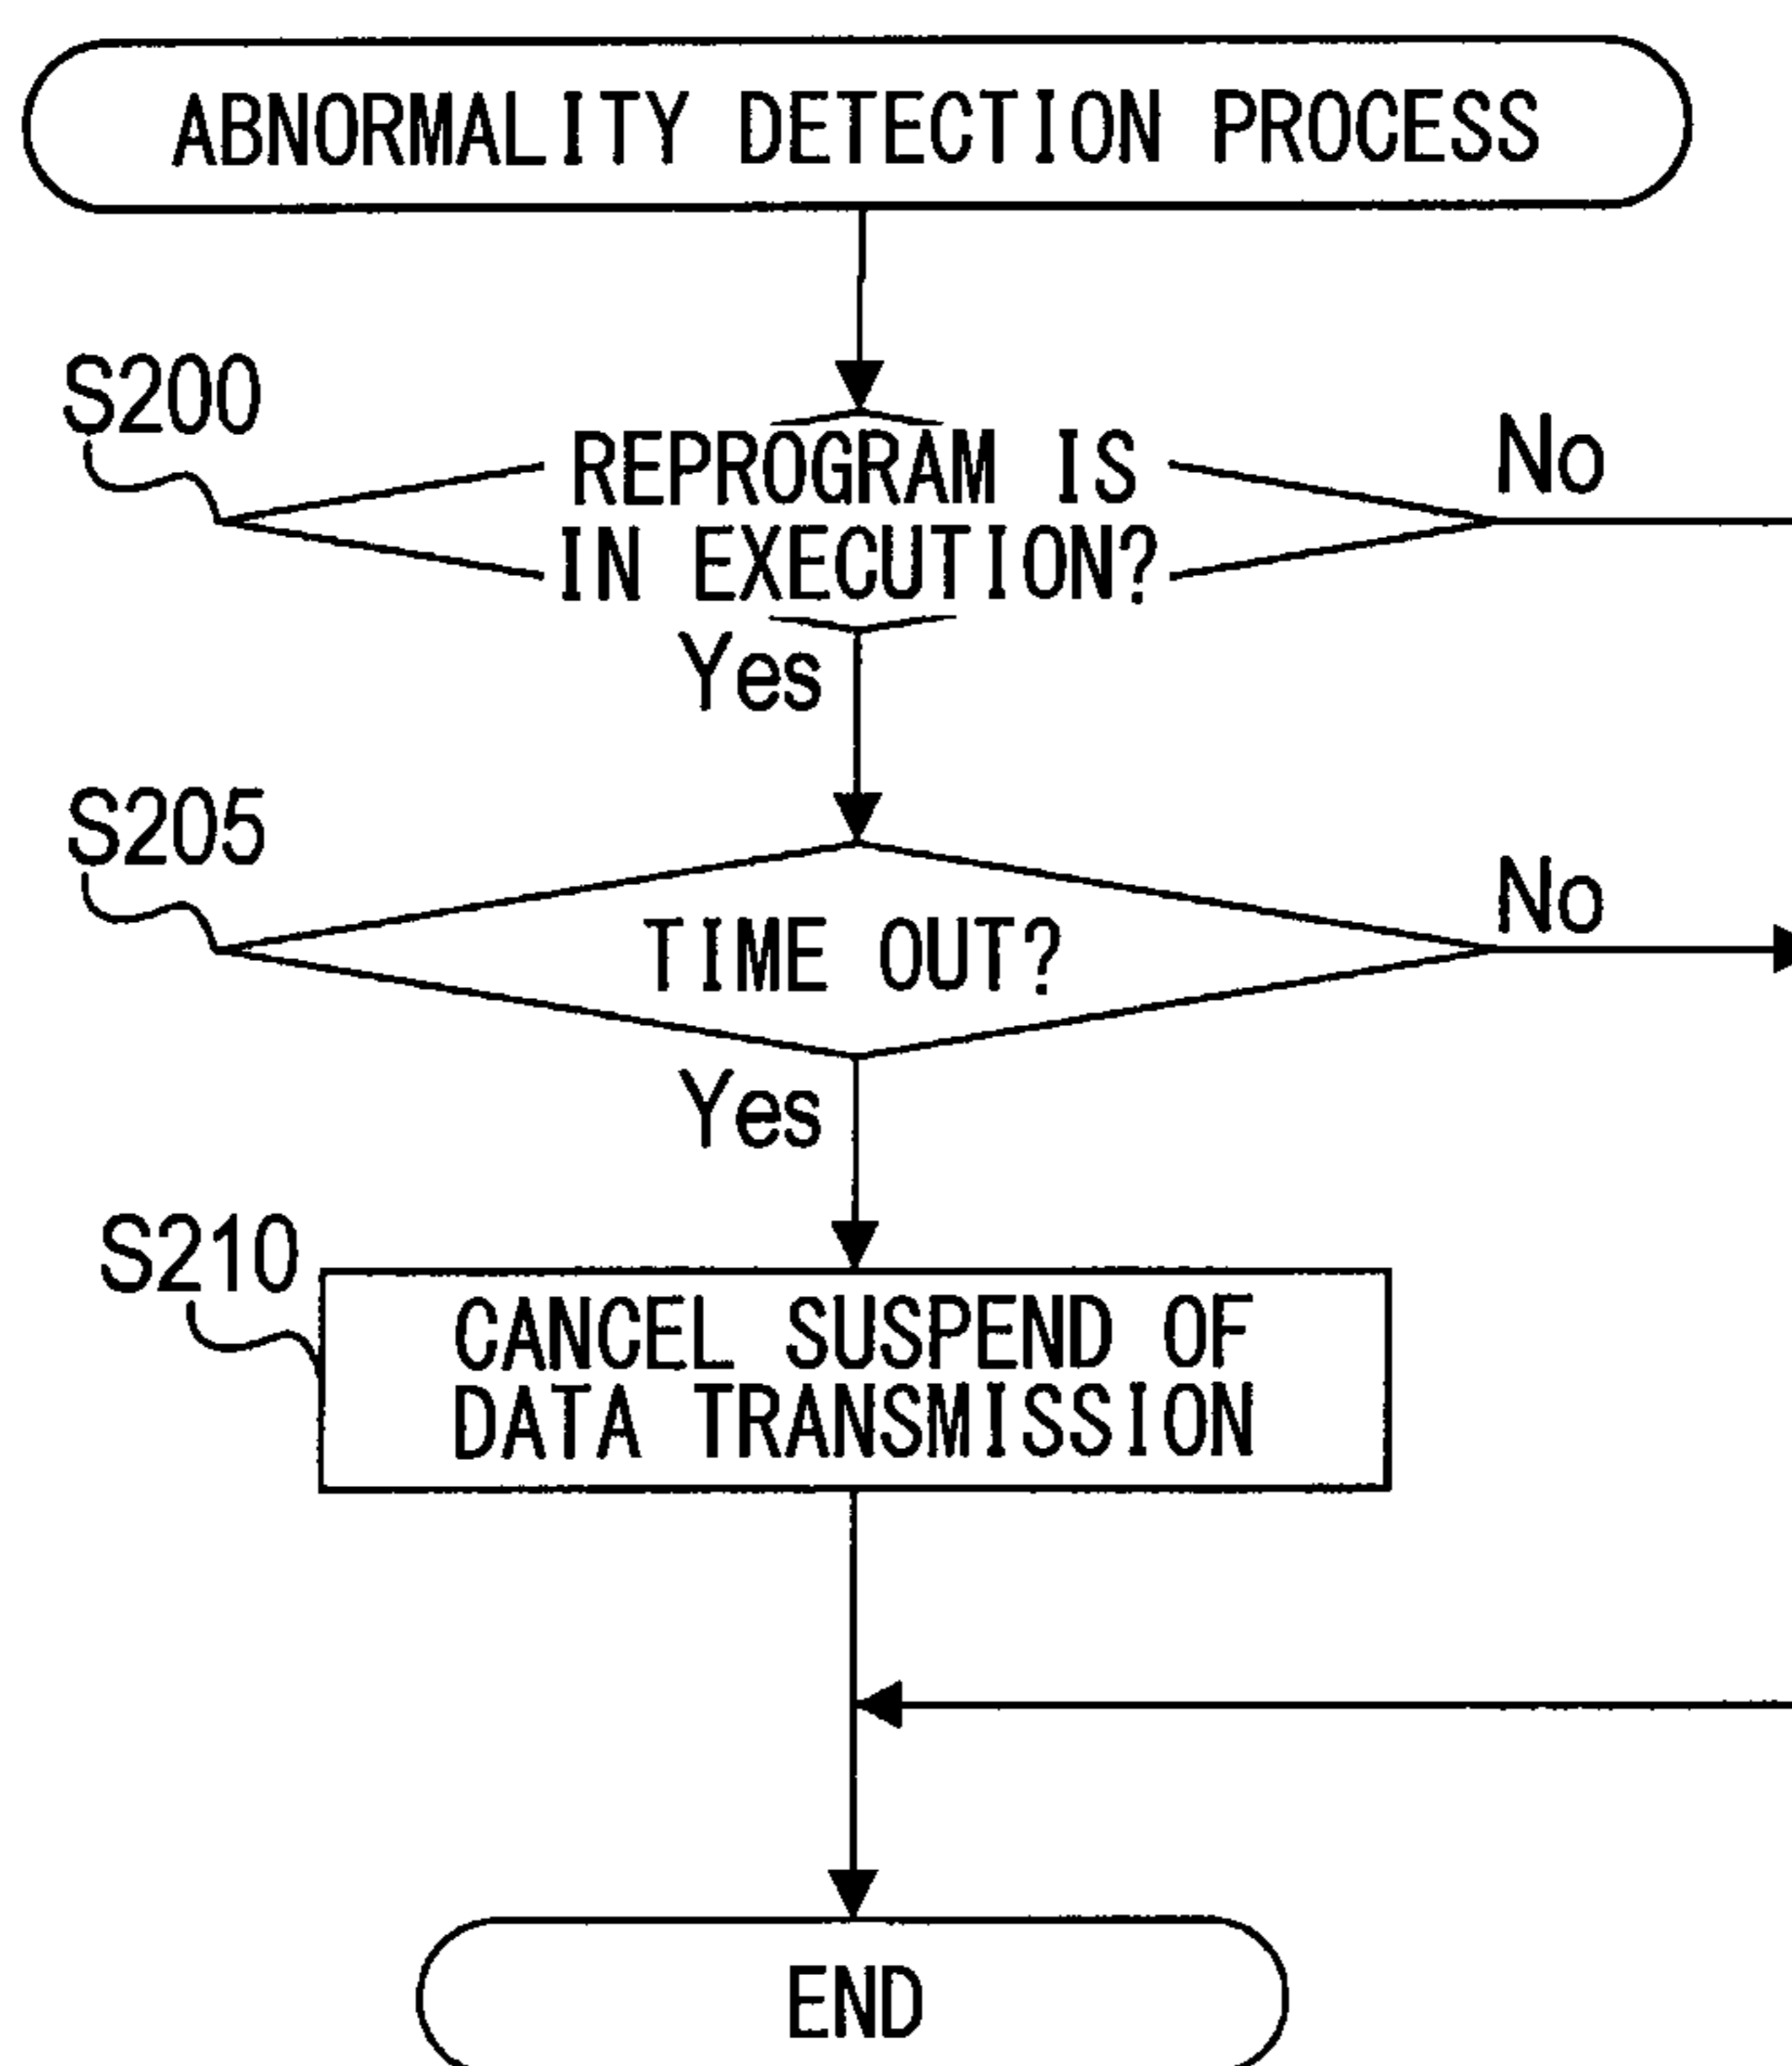 ABNORMALITY DETECTION PROCESS
S200
REPROGRAM IS
IN EXECUTION?
No
Yes
S205
TIME OUT?
No
Yes
S210
CANCEL SUSPEND OF
DATA TRANSMISSION
END